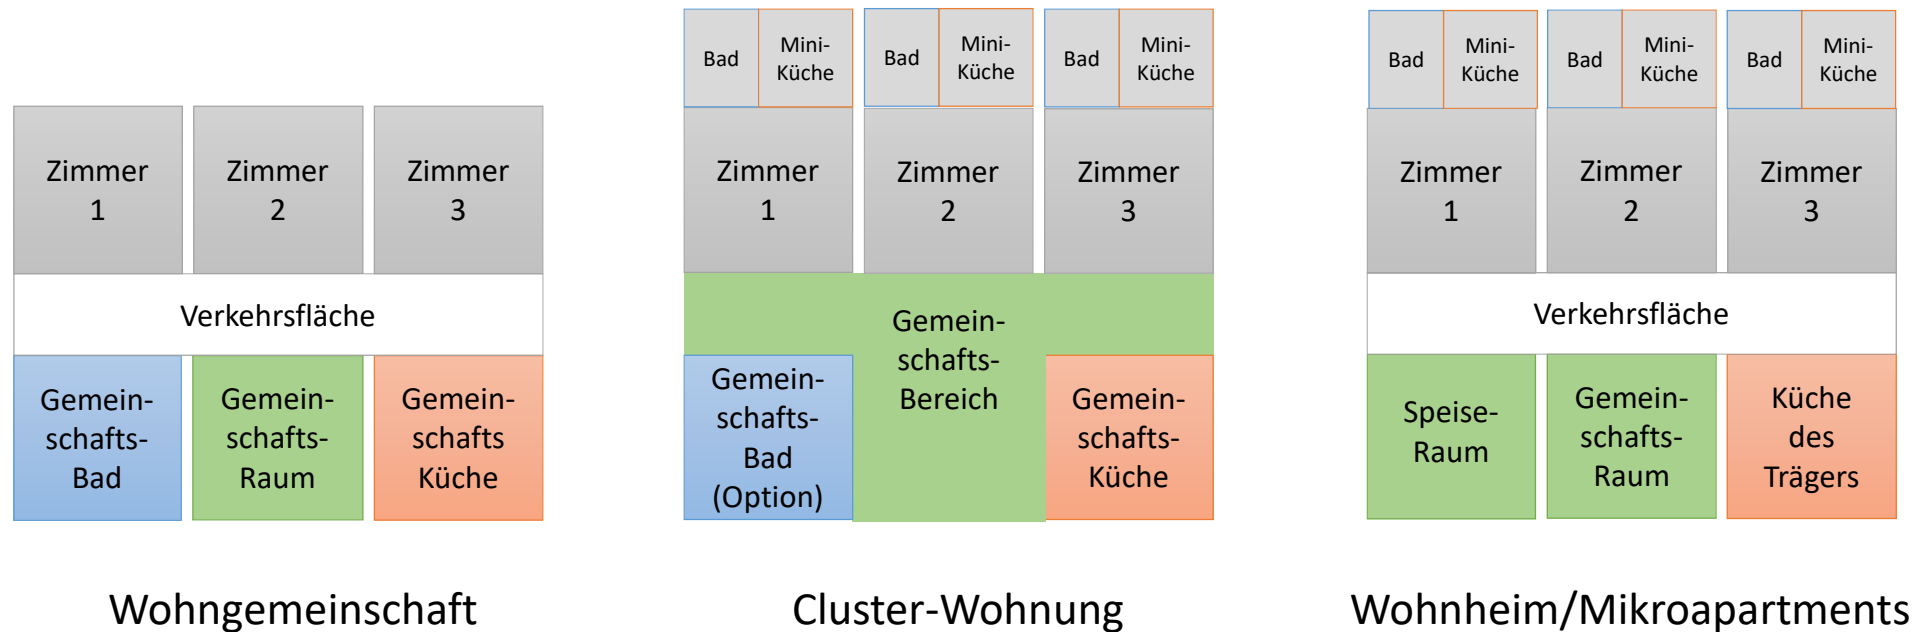 Zimmer
1
Zimmer
2
Zimmer
3
Verkehrsfläche
Gemein-
schafts-
Bad
Gemein-
schafts-
Raum
Gemein-
schafts
Küche
Wohngemeinschaft
Bad
Mini-
Küche
Bad
Mini-
Küche
Bad
Mini-
Küche
Zimmer
1
Zimmer
2
Zimmer
3
Gemein-
schafts-
Bereich
Gemein-
schafts-
Bad
(Option)
Gemein-
schafts-
Küche
Cluster-Wohnung
Bad
Mini-
Küche
Bad
Mini-
Küche
Bad
Mini-
Küche
Zimmer
1
Zimmer
2
Zimmer
3
Verkehrsfläche
Speise-
Raum
Gemein-
schafts-
Raum
Küche
des
Trägers
Wohnheim/Mikroapartments